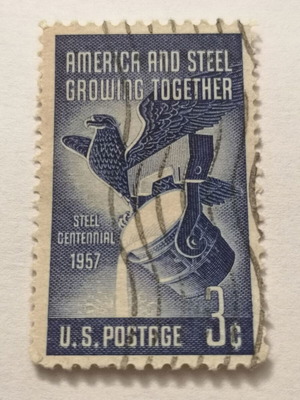 AMERICA AND STEEL
GROWING TOGETHER
STEEL
CENTENNIAL
1957
U.S. POSTAGE 3¢